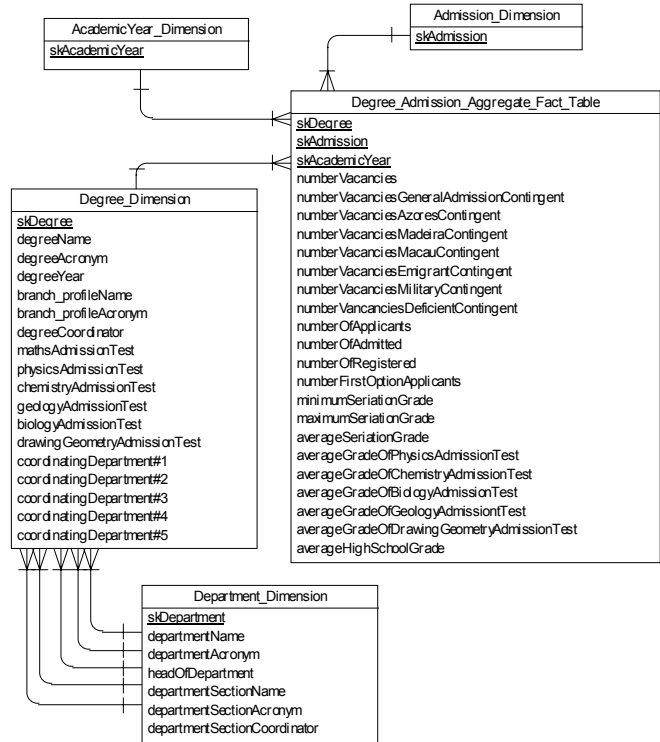 AcademicYear_Dimension
skAcademicYear
Admission_Dimension
skAdmission
Degree_Admission_Aggregate_Fact_Table
skDegree
skAdmission
skAcademicYear
numberVacancies
numberVacanciesGeneralAdmissionContingent
numberVacanciesAzoresContingent
numberVacanciesMadeiraContingent
numberVacanciesMacauContingent
numberVacanciesEmigrantContingent
numberVacanciesMilitaryContingent
numberVancanciesDeficientContingent
numberOfApplicants
numberOfAdmitted
numberOfRegistered
numberFirstOptionApplicants
minimumSeriationGrade
maximumSeriationGrade
averageSeriationGrade
averageGradeOfPhysicsAdmissionTest
averageGradeOfChemistryAdmissionTest
averageGradeOfBiologyAdmissionTest
averageGradeOfGeologyAdmissiontTest
averageGradeOfDrawingGeometryAdmissionTest
averageHighSchoolGrade
Degree_Dimension
skDegree
degreeName
degreeAcronym
degreeYear
branch_profileName
branch_profileAcronym
degreeCoordinator
mathsAdmissionTest
physicsAdmissionTest
chemistryAdmissionTest
geologyAdmissionTest
biologyAdmissionTest
drawingGeometryAdmissionTest
coordinatingDepartment#1
coordinatingDepartment#2
coordinatingDepartment#3
coordinatingDepartment#4
coordinatingDepartment#5
Department_Dimension
skDepartment
departmentName
departmentAcronym
headOfDepartment
departmentSectionName
departmentSectionAcronym
departmentSectionCoordinator